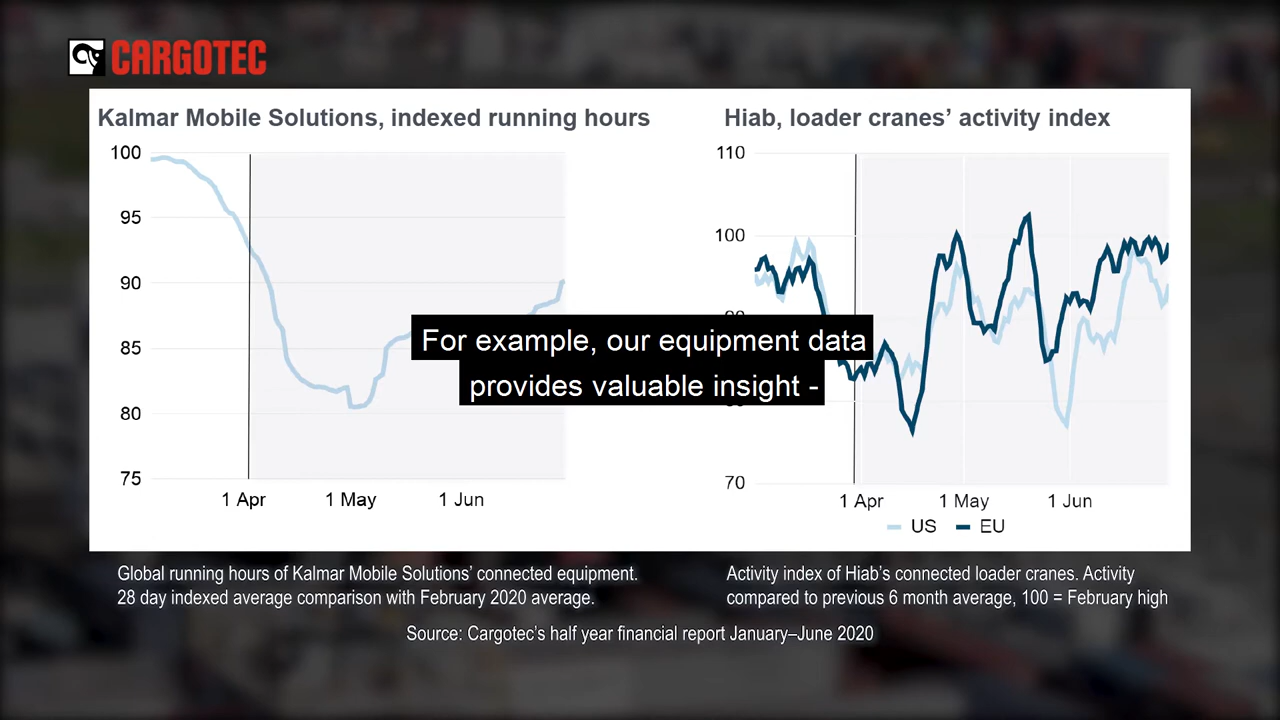 CARGOTEC
Kalmar Mobile Solutions, indexed running hours
100
95
90
85
80
75
1 Apr
1 May
1 Jun
Hiab, loader cranes’ activity index
110
100
70
1 Apr
1 May
1 Jun
US
EU
For example, our equipment data
provides valuable insight -
Global running hours of Kalmar Mobile Solutions’ connected equipment.
28 day indexed average comparison with February 2020 average.
Activity index of Hiab’s connected loader cranes. Activity
compared to previous 6 month average, 100 = February high
Source: Cargotec’s half year financial report January–June 2020